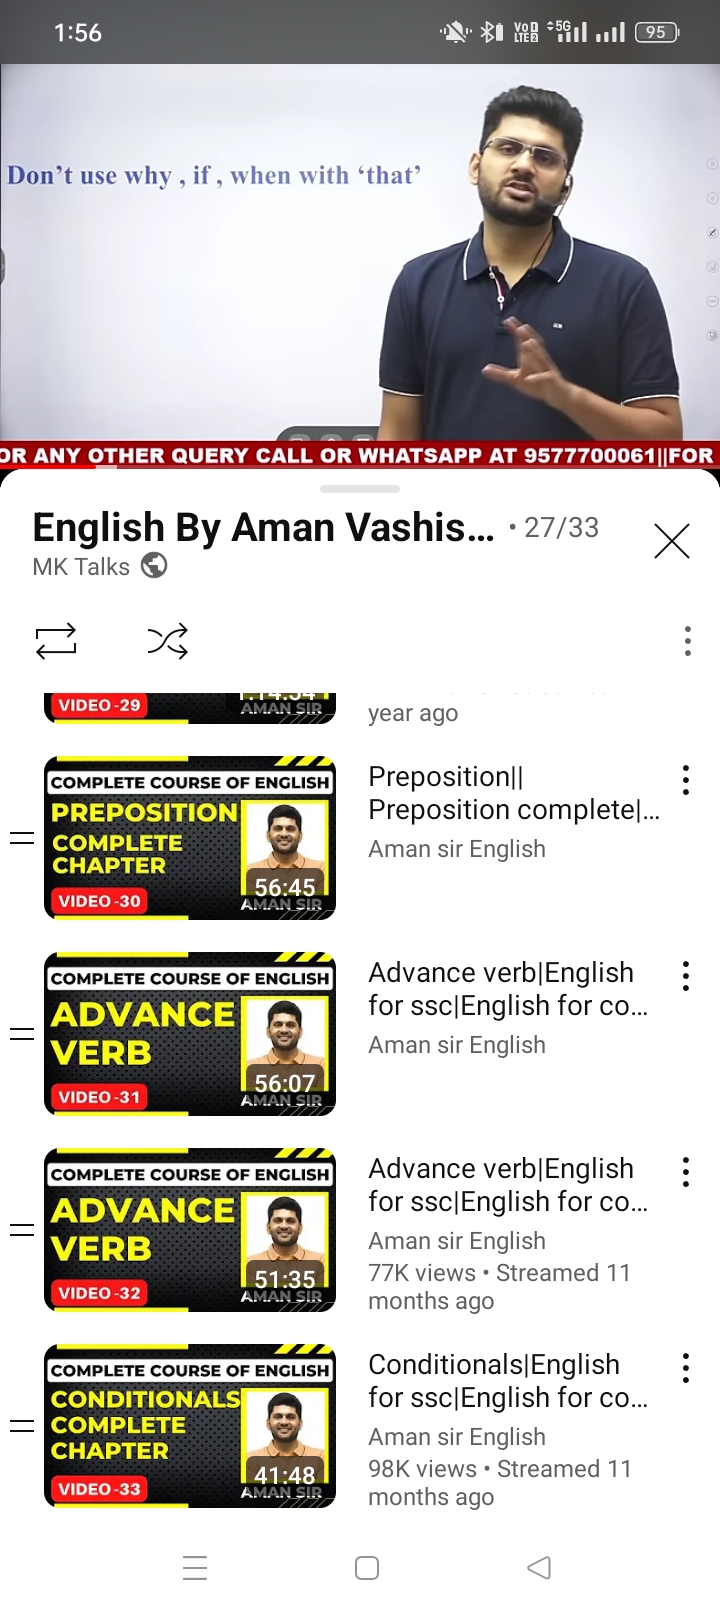 1:56
VoD LTE2 5G 95
Don't use why , if , when with 'that'
OR ANY OTHER QUERY CALL OR WHATSAPP AT 9577700061||FOR
English By Aman Vashis... • 27/33
MK Talks
VIDEO-29
AMAN SIR
year ago
COMPLETE COURSE OF ENGLISH
PREPOSITION
COMPLETE
CHAPTER
56:45
VIDEO-30
AMAN SIR
Preposition||
Preposition complete|...
Aman sir English
COMPLETE COURSE OF ENGLISH
ADVANCE
VERB
56:07
VIDEO-31
AMAN SIR
Advance verb|English
for ssc|English for co...
Aman sir English
COMPLETE COURSE OF ENGLISH
ADVANCE
VERB
51:35
VIDEO-32
AMAN SIR
Advance verb|English
for ssc|English for co...
Aman sir English
77K views • Streamed 11
months ago
COMPLETE COURSE OF ENGLISH
CONDITIONALS
COMPLETE
CHAPTER
41:48
VIDEO-33
AMAN SIR
Conditionals|English
for ssc|English for co...
Aman sir English
98K views • Streamed 11
months ago